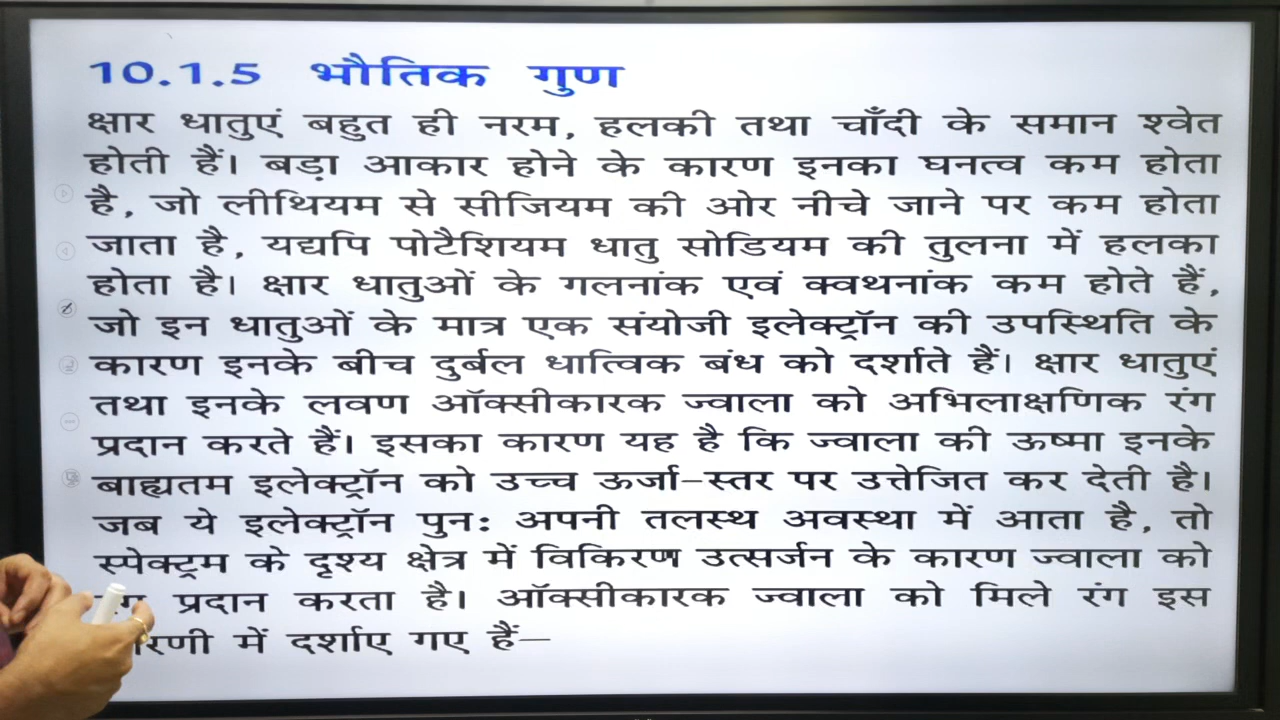 10.1.5 भौतिक गुण
क्षार धातुएं बहुत ही नरम, हलकी तथा चाँदी के समान श्वेत
होती हैं। बड़ा आकार होने के कारण इनका घनत्व कम होता
है, जो लीथियम से सीजियम की ओर नीचे जाने पर कम होता
जाता है, यद्यपि पोटैशियम धातु सोडियम की तुलना में हलका
होता है। क्षार धातुओं के गलनांक एवं क्वथनांक कम होते हैं,
जो इन धातुओं के मात्र एक संयोजी इलेक्ट्रॉन की उपस्थिति के
कारण इनके बीच दुर्बल धात्विक बंध को दर्शाते हैं। क्षार धातुएं
तथा इनके लवण ऑक्सीकारक ज्वाला को अभिलाक्षणिक रंग
प्रदान करते हैं। इसका कारण यह है कि ज्वाला की ऊष्मा इनके
बाह्यतम इलेक्ट्रॉन को उच्च ऊर्जा-स्तर पर उत्तेजित कर देती है।
जब ये इलेक्ट्रॉन पुन: अपनी तलस्थ अवस्था में आता है, तो
स्पेक्ट्रम के दृश्य क्षेत्र में विकिरण उत्सर्जन के कारण ज्वाला को
प्रदान करता है। ऑक्सीकारक ज्वाला को मिले रंग इस
में दर्शाए गए हैं–